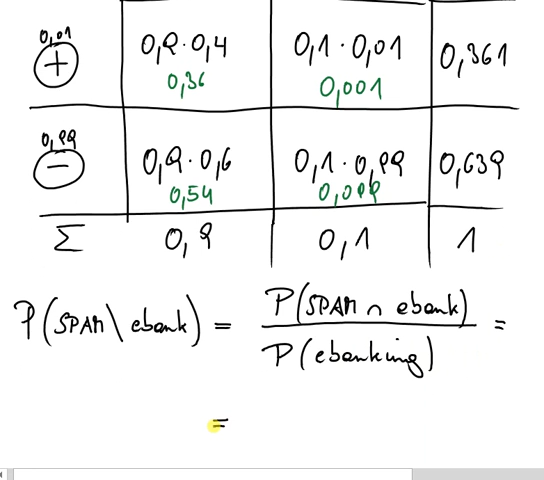 0,01
+ 0,9·0,4 0,1·0,01 0,361
0,36 0,001
0,99
- 0,9·0,6 0,1·0,99 0,639
0,54 0,099
Σ 0,9 0,1 1
P(SPAM\ebank) = P(SPAM ∩ ebank) =
P(ebanking)
=